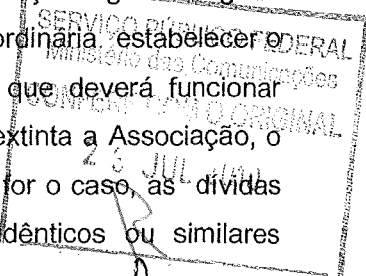 ordinária estabelecer o
que deverá funcionar
extinta a Associação, o
for o caso, as dívidas
idênticos ou similares
SERVIÇO PÚBLICO FEDERAL
Ministério das Comunicações
CONFERE COM O ORIGINAL
JUL